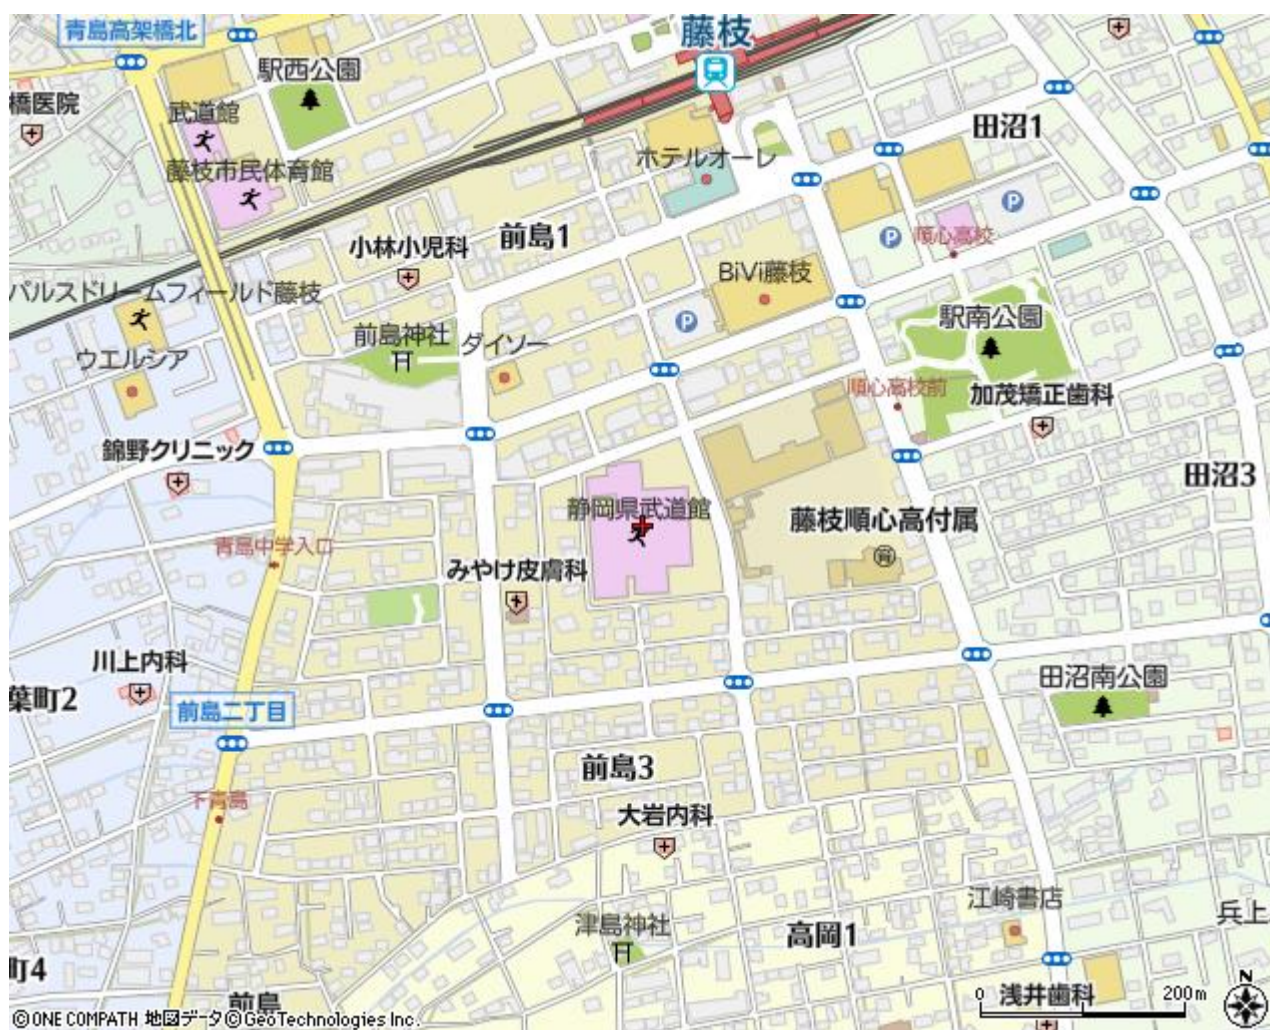 青島高架橋北
藤枝
駅西公園
橋医院
武道館
田沼1
ホテルオーレ
藤枝市民体育館
前島1
小林小児科
順心高校
BiVi藤枝
パルスドリームフィールド藤枝
駅南公園
前島神社
ダイソー
ウエルシア
順心高校前
加茂矯正歯科
錦野クリニック
田沼3
静岡県武道館
藤枝順心高付属
青島中学入口
みやけ皮膚科
川上内科
田沼南公園
葉町2
前島二丁目
前島3
下青島
大岩内科
江崎書店
津島神社
高岡1
兵上
町4
前島
浅井歯科
0 200m
N
©ONE COMPATH 地図データ©GeoTechnologies Inc.